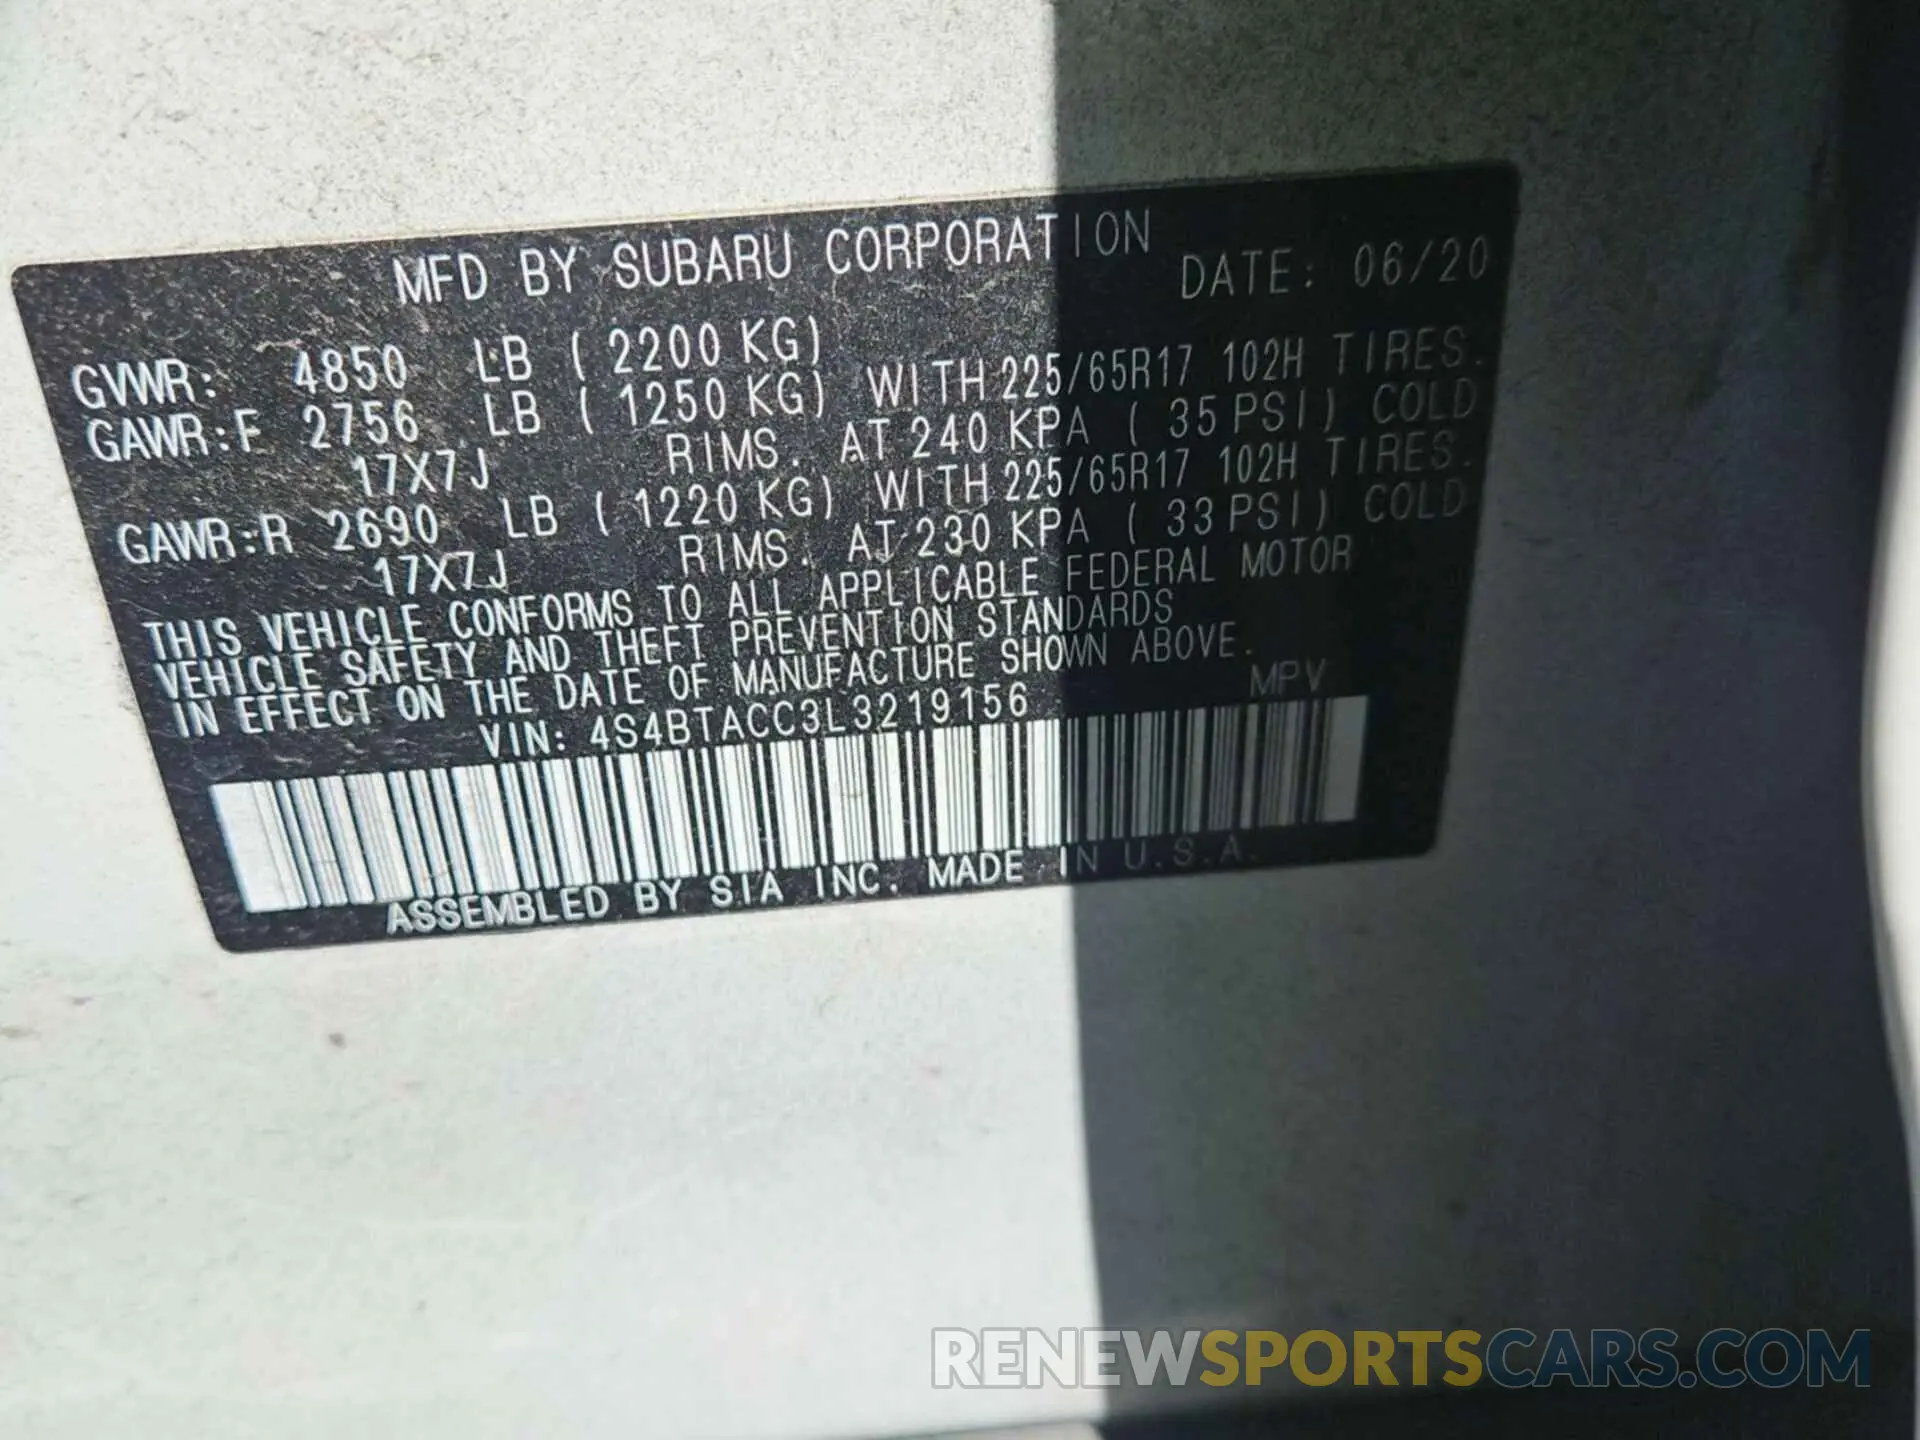 MFD BY SUBARU CORPORATION DATE: 06/20
GVWR: 4850 LB ( 2200 KG)
GAWR:F 2756 LB ( 1250 KG) WITH 225/65R17 102H TIRES.
17X7J RIMS. AT 240 KPA ( 35 PSI) COLD
GAWR:R 2690 LB ( 1220 KG) WITH 225/65R17 102H TIRES.
17X7J RIMS. AT 230 KPA ( 33 PSI) COLD
THIS VEHICLE CONFORMS TO ALL APPLICABLE FEDERAL MOTOR
VEHICLE SAFETY AND THEFT PREVENTION STANDARDS
IN EFFECT ON THE DATE OF MANUFACTURE SHOWN ABOVE.
VIN: 4S4BTACC3L3219156 MPV
ASSEMBLED BY SIA INC. MADE IN U.S.A.
RENEWSPORTSCARS.COM